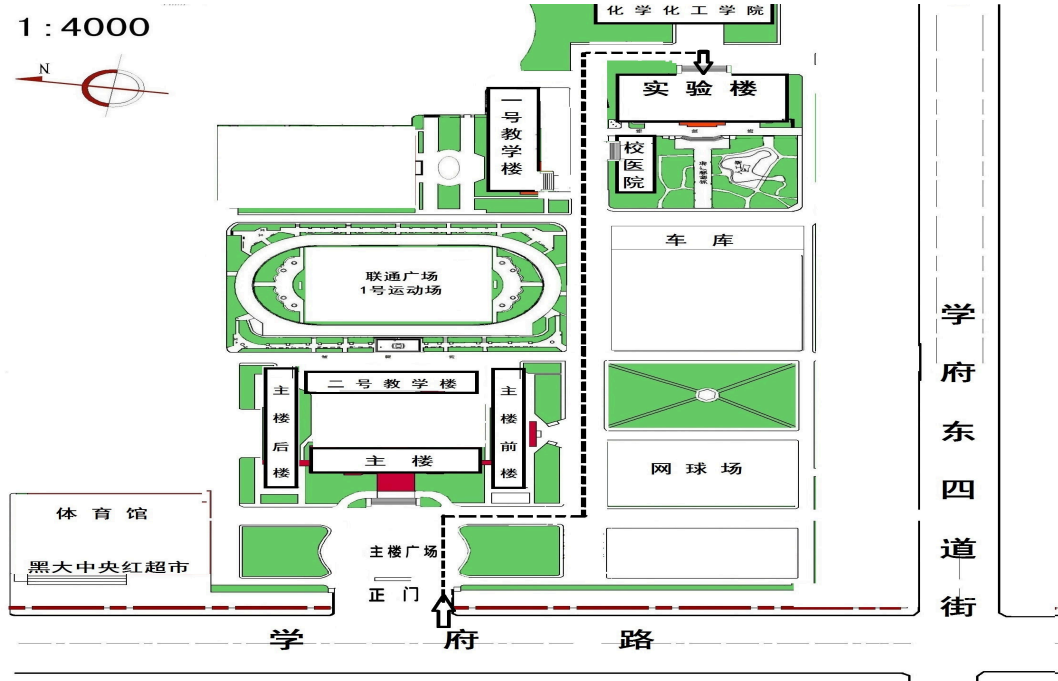 化学化工学院
1:4000
N
实验楼
一号教学楼
校医院
车库
联通广场
1号运动场
二号教学楼
主楼后楼
主楼前楼
主楼
网球场
体育馆
主楼广场
黑大中央红超市
正门
学府路
学府东四道街